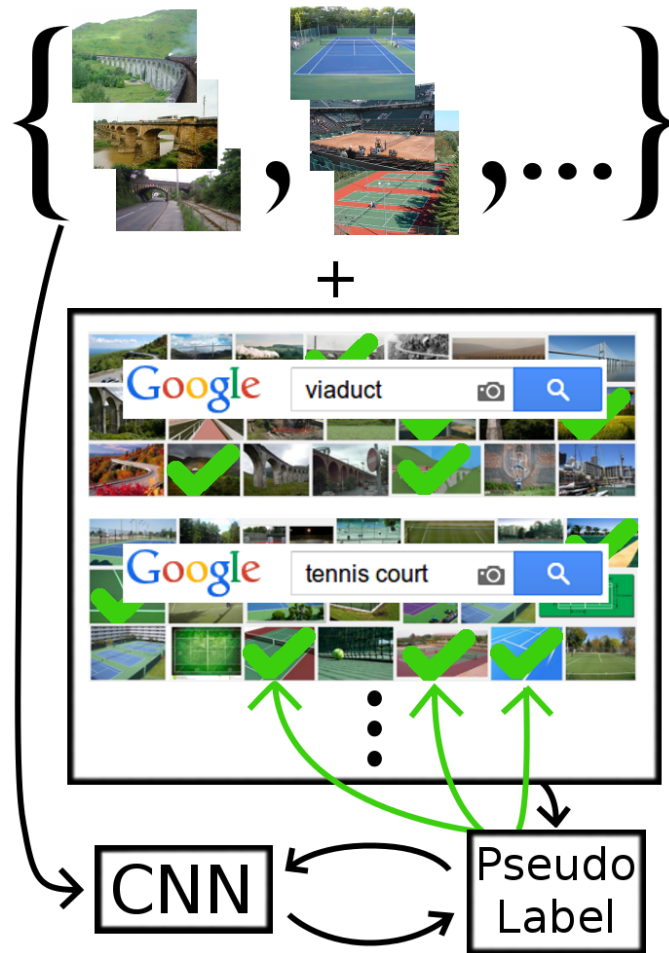 { , , ... }
+
Google viaduct
Google tennis court
CNN
Pseudo
Label